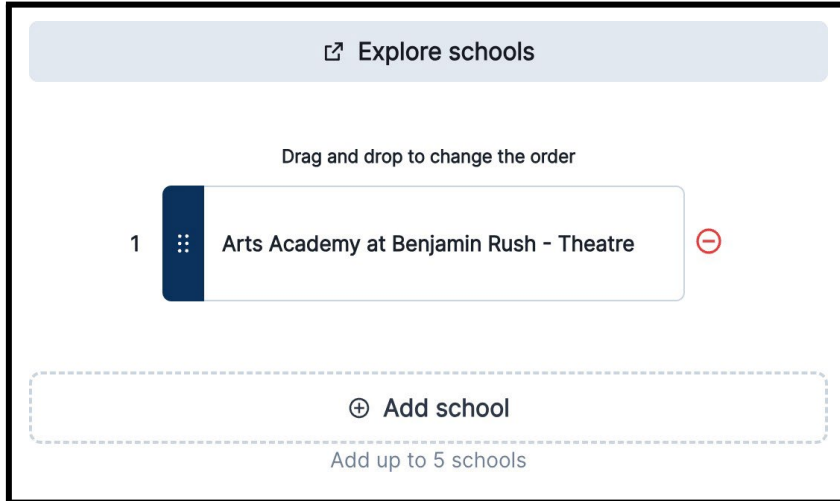 Explore schools
Drag and drop to change the order
1 Arts Academy at Benjamin Rush - Theatre
Add school
Add up to 5 schools